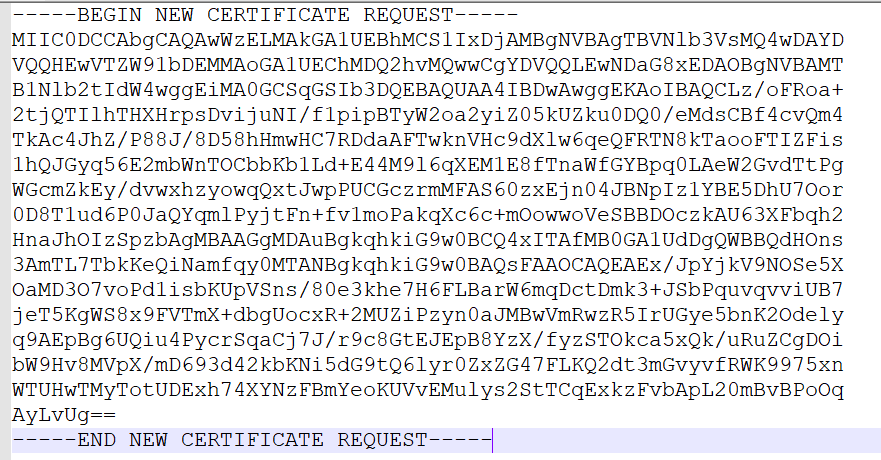 -----BEGIN NEW CERTIFICATE REQUEST-----
MIIC0DCCAbgCAQAwWzELMAkGA1UEBhMCS1IxDjAMBgNVBAgTBVNlb3VsMQ4wDAYD
VQQHEwVTZW91bDEMMAoGA1UEChMDQ2hvMQwwCgYDVQQLEwNDaG8xEDAOBgNVBAMT
B1Nlb2tIdW4wggEiMA0GCSqGSIb3DQEBAQUAA4IBDwAwggEKAoIBAQCLz/oFRoa+
2tjQTIlhTHXHrpsDvijuNI/f1pipBTyW2oa2yiZ05kUZku0DQ0/eMdsCBf4cvQm4
TkAc4JhZ/P88J/8D58hHmwHC7RDdaAFTwknVHc9dXlw6qeQFRTN8kTaooFTIZFis
1hQJGyq56E2mbWnTOCbbKb1Ld+E44M9l6qXEM1E8fTnaWfGYBpq0LAeW2GvdTtPg
WGcmZkEy/dvwxhzyowqQxtJwpPUCGczrmMFAS60zxEjn04JBNpIz1YBE5DhU7Oor
0D8T1ud6P0JaQYqmlPyjtFn+fv1moPakqXc6c+mOowwoVeSBBDOczkAU63XFbqh2
HnaJhOIzSpzbAgMBAAGgMDAuBgkqhkiG9w0BCQ4xITAfMB0GA1UdDgQWBBQdHOns
3AmTL7TbkKeQiNamfqy0MTANBgkqhkiG9w0BAQsFAAOCAQEAEx/JpYjkV9NOSe5X
OaMD3O7voPd1isbKUpVSns/80e3khe7H6FLBarW6mqDctDmk3+JSbPquvqvviUB7
jeT5KgWS8x9FVTmX+dbgUocxR+2MUZiPzyn0aJMBwVmRwzR5IrUGye5bnK2Odely
q9AEpBg6UQiu4PycrSqaCj7J/r9c8GtEJEpB8YzX/fyzSTOkca5xQk/uRuZCgDOi
bW9Hv8MVpX/mD693d42kbKNi5dG9tQ6lyr0ZxZG47FLKQ2dt3mGvyvfRWK9975xn
WTUHwTMyTotUDExh74XYNzFBmYeoKUVvEMulys2StTCqExkzFvbApL20mBvBPoOq
AyLvUg==
-----END NEW CERTIFICATE REQUEST-----